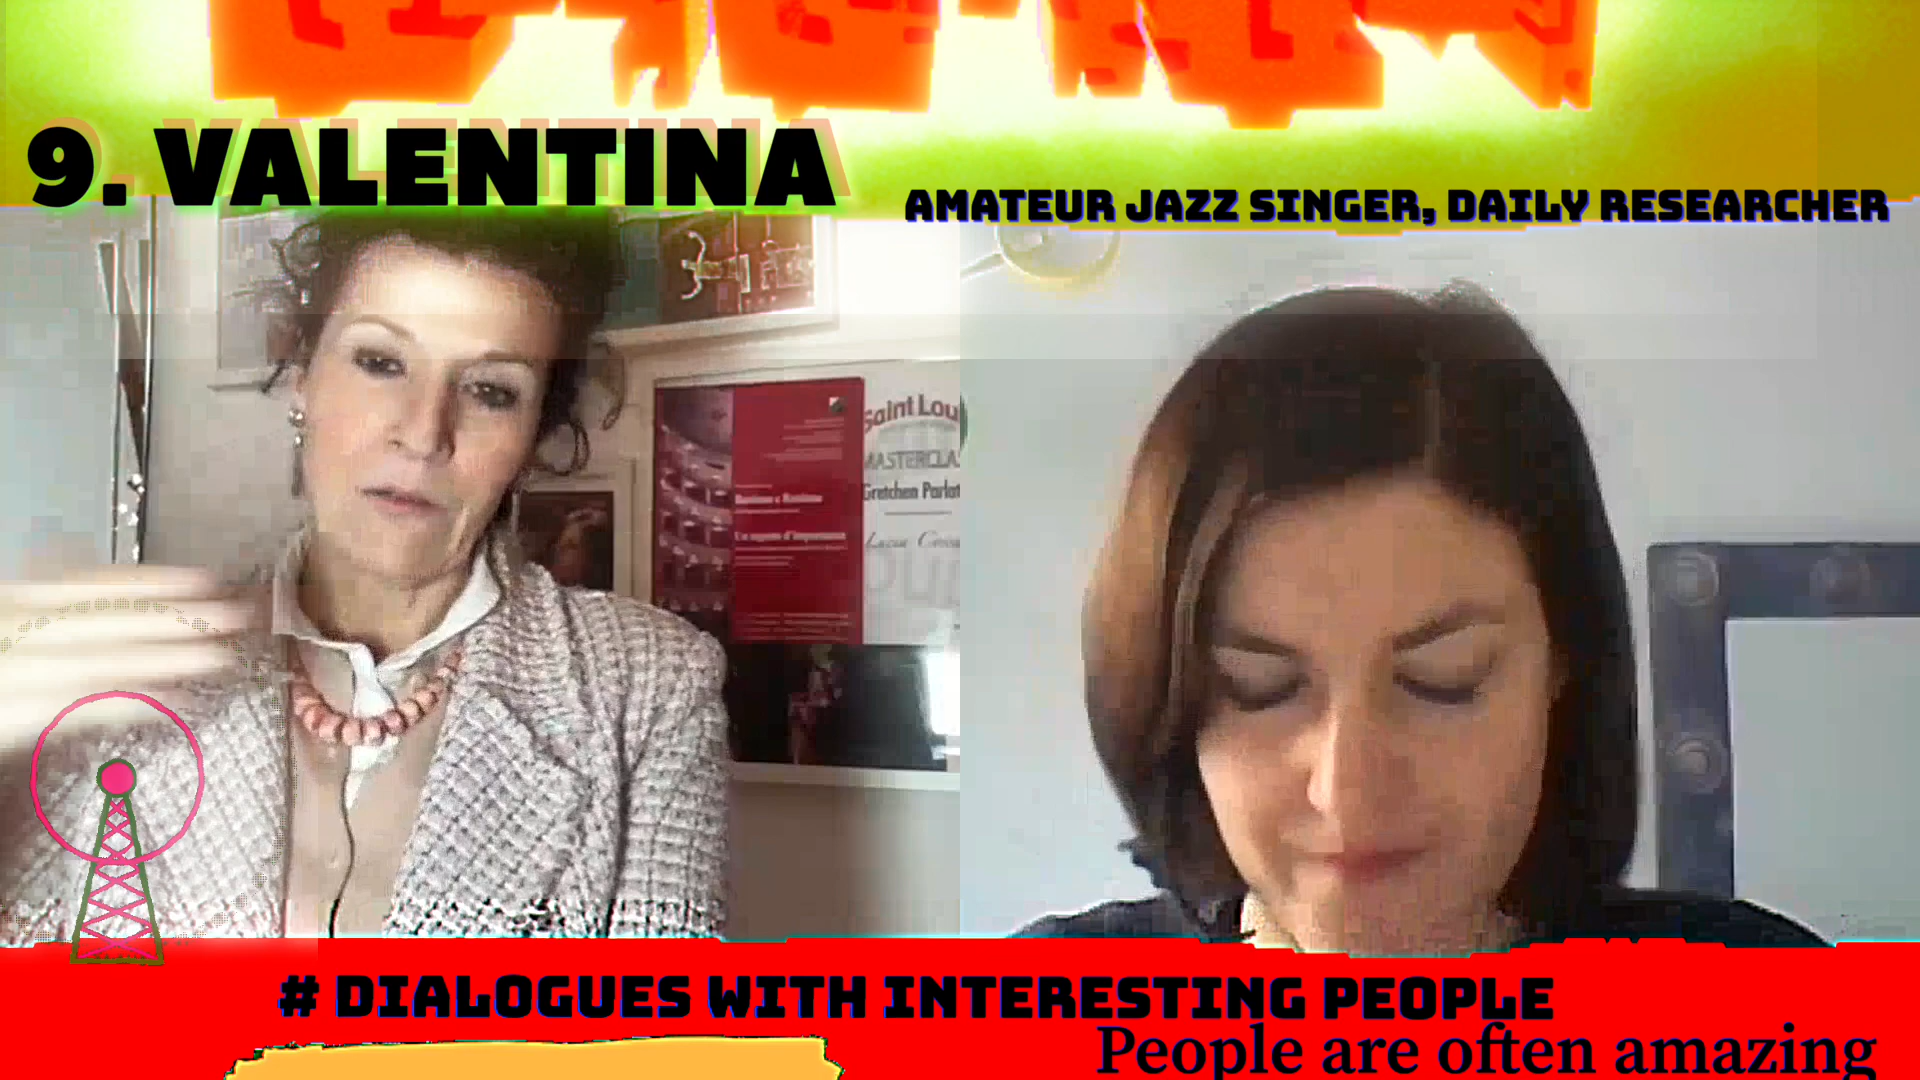 9. VALENTINA
AMATEUR JAZZ SINGER, DAILY RESEARCHER
Saint Lou
MASTERCLA
Gretchen Parlat
# DIALOGUES WITH INTERESTING PEOPLE
People are often amazing